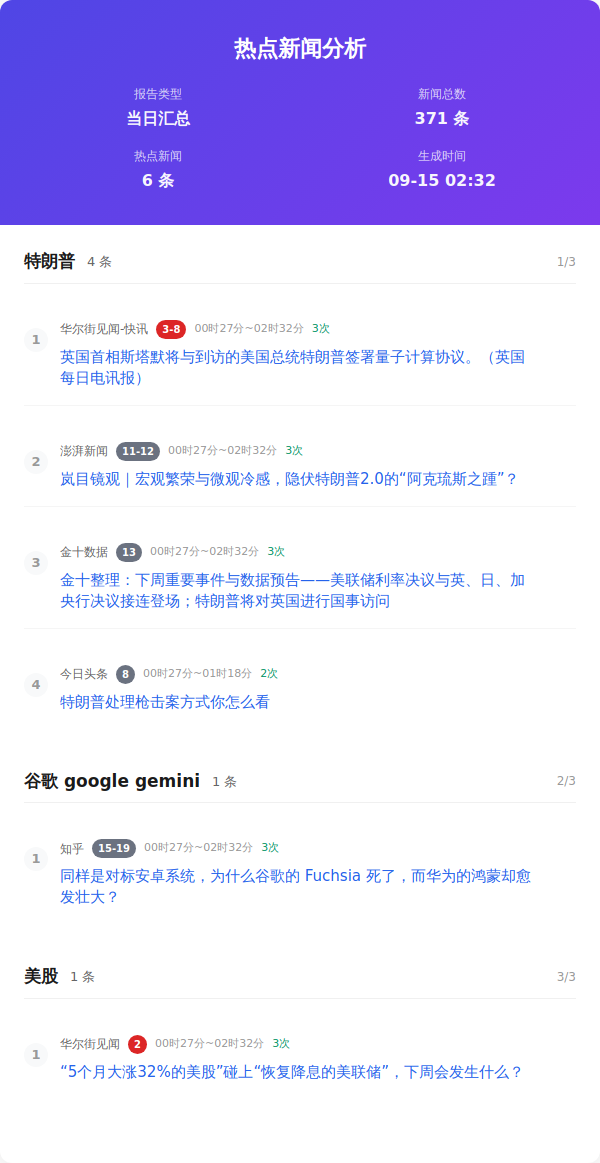 热点新闻分析
报告类型
当日汇总
新闻总数
371 条
热点新闻
6 条
生成时间
09-15 02:32
特朗普 4 条 1/3
1
华尔街见闻-快讯 3-8 00时27分~02时32分 3次
英国首相斯塔默将与到访的美国总统特朗普签署量子计算协议。（英国
每日电讯报）
2
澎湃新闻 11-12 00时27分~02时32分 3次
岚目镜观｜宏观繁荣与微观冷感，隐伏特朗普2.0的“阿克琉斯之踵”？
3
金十数据 13 00时27分~02时32分 3次
金十整理：下周重要事件与数据预告——美联储利率决议与英、日、加
央行决议接连登场；特朗普将对英国进行国事访问
4
今日头条 8 00时27分~01时18分 2次
特朗普处理枪击案方式你怎么看
谷歌 google gemini 1 条 2/3
1
知乎 15-19 00时27分~02时32分 3次
同样是对标安卓系统，为什么谷歌的 Fuchsia 死了，而华为的鸿蒙却愈
发壮大？
美股 1 条 3/3
1
华尔街见闻 2 00时27分~02时32分 3次
“5个月大涨32%的美股”碰上“恢复降息的美联储”，下周会发生什么？